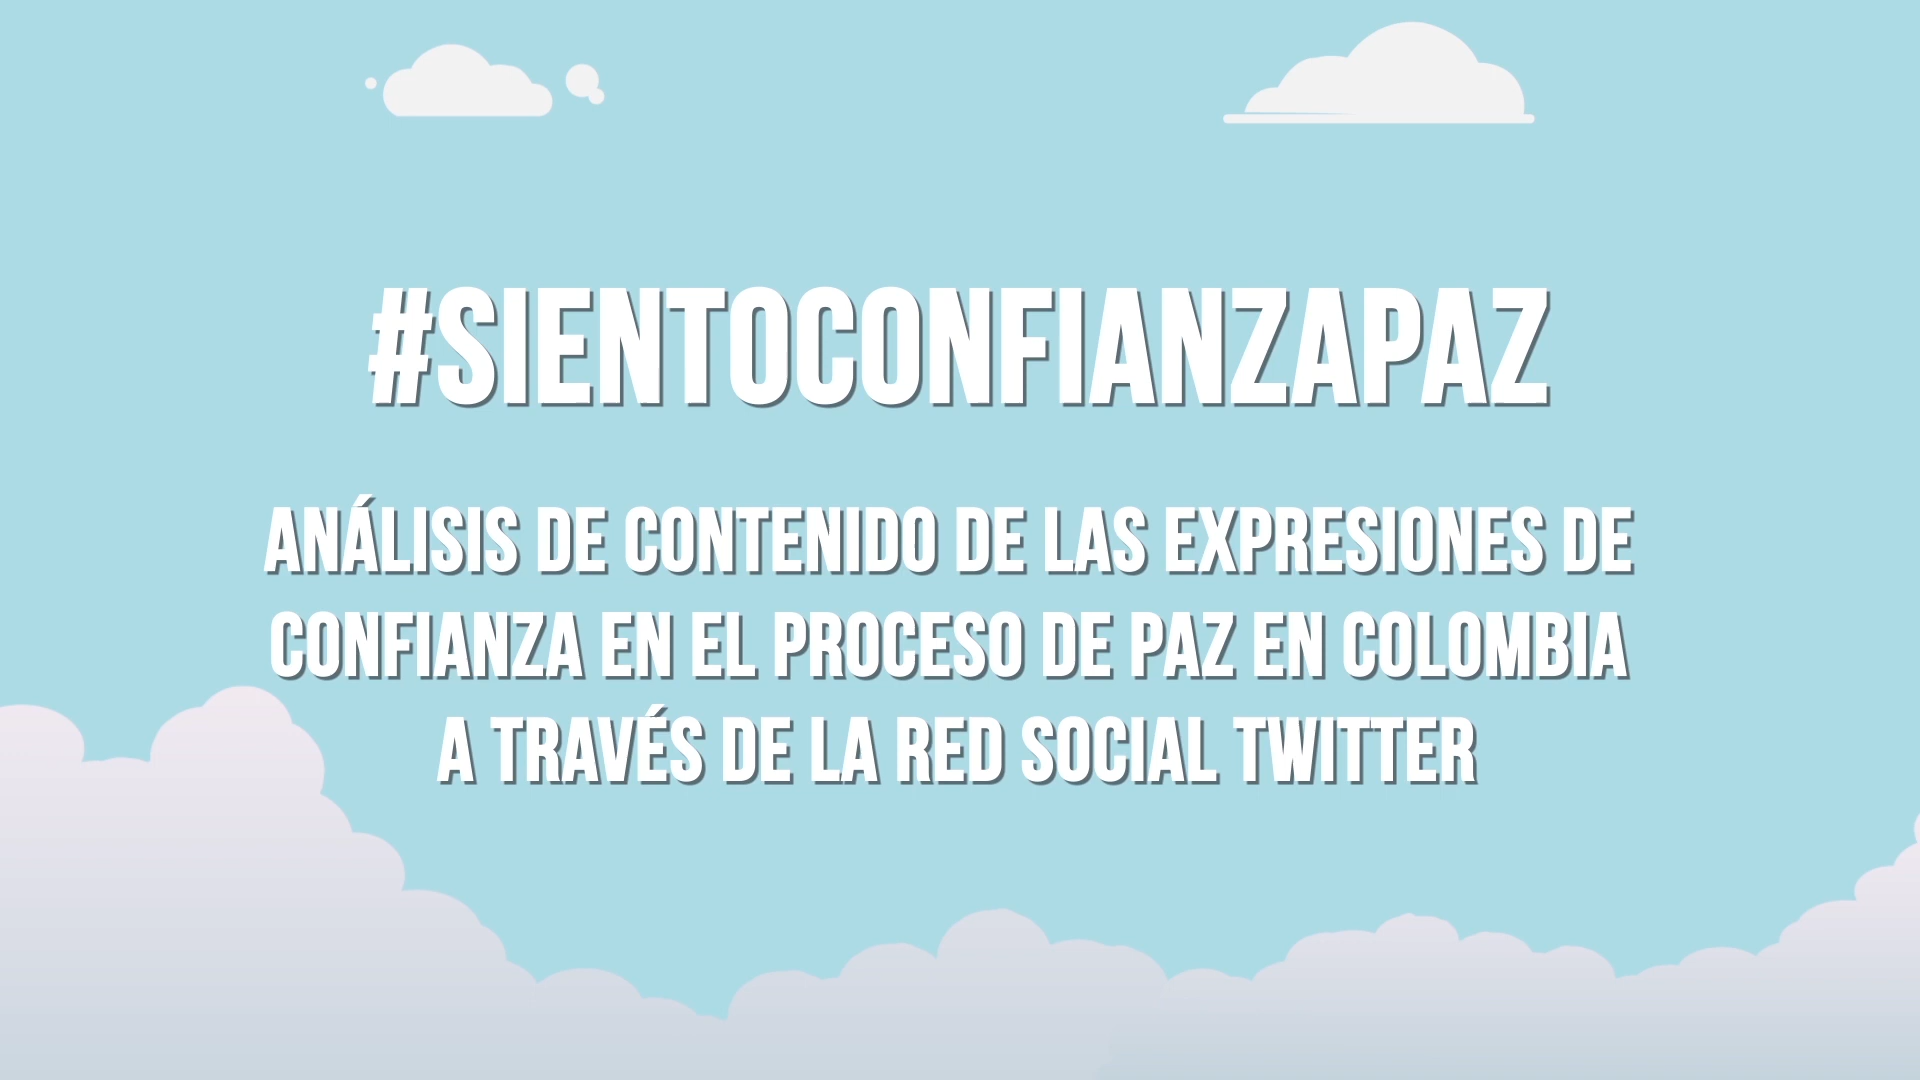 #SIENTOCONFIANZAPAZ
ANÁLISIS DE CONTENIDO DE LAS EXPRESIONES DE
CONFIANZA EN EL PROCESO DE PAZ EN COLOMBIA
A TRAVÉS DE LA RED SOCIAL TWITTER